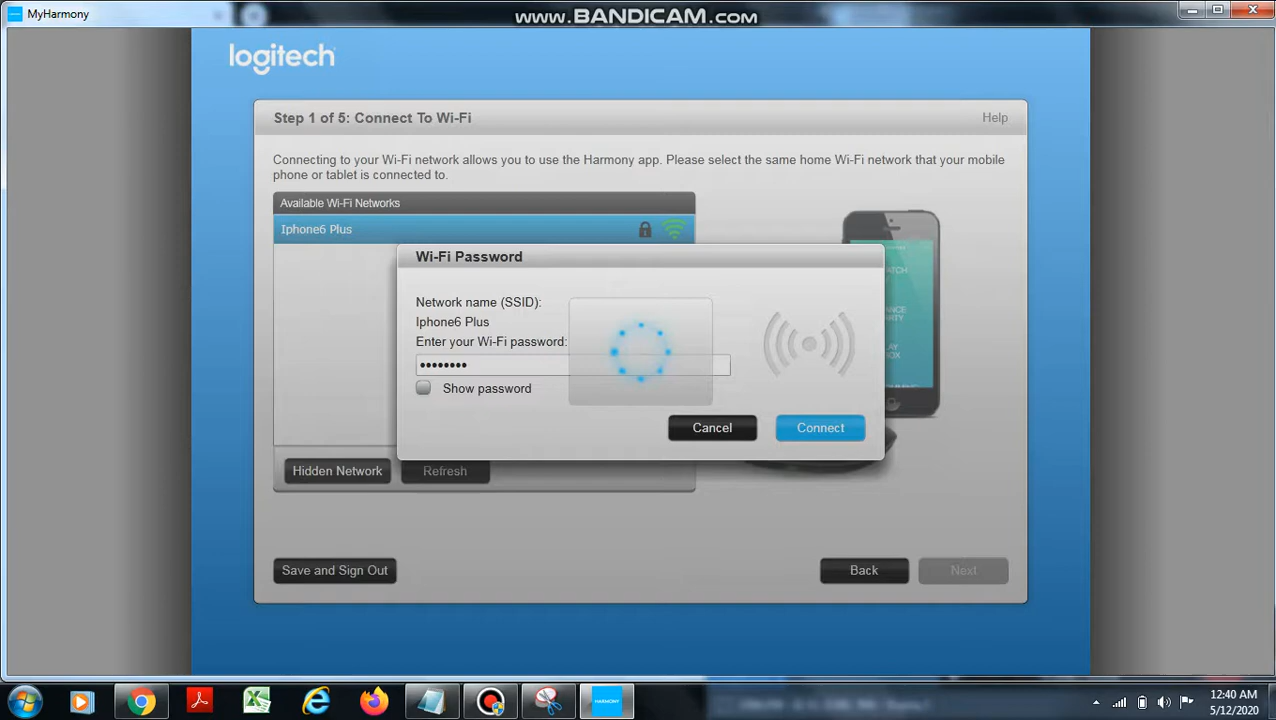 MyHarmony
www.BANDICAM.com
logitech
Step 1 of 5: Connect To Wi-Fi
Help
Connecting to your Wi-Fi network allows you to use the Harmony app. Please select the same home Wi-Fi network that your mobile
phone or tablet is connected to.
Available Wi-Fi Networks
Iphone6 Plus
Wi-Fi Password
Network name (SSID):
Iphone6 Plus
Enter your Wi-Fi password:
••••••••
Show password
Cancel
Connect
Hidden Network
Refresh
Save and Sign Out
Back
Next
HARMONY
12:40 AM
5/12/2020